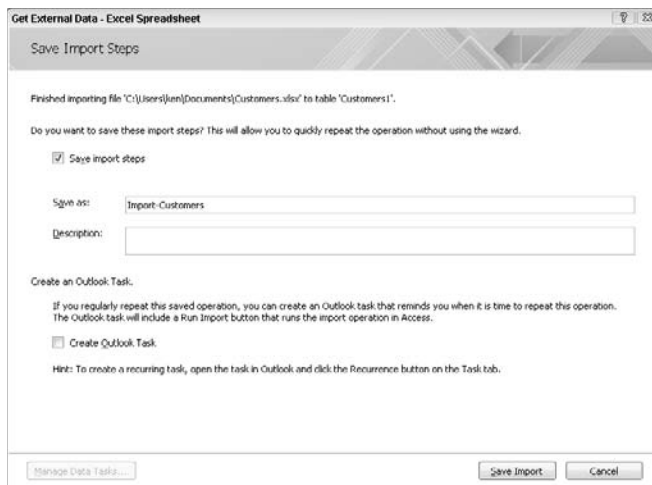 Get External Data - Excel Spreadsheet
Save Import Steps
Finished importing file 'C:\Users\ken\Documents\Customers.xlsx' to table 'Customers1'.
Do you want to save these import steps? This will allow you to quickly repeat the operation without using the wizard.
Save import steps
Save as:
Import-Customers
Description:
Create an Outlook Task.
If you regularly repeat this saved operation, you can create an Outlook task that reminds you when it is time to repeat this operation.
The Outlook task will include a Run Import button that runs the import operation in Access.
Create Outlook Task
Hint: To create a recurring task, open the task in Outlook and click the Recurrence button on the Task tab.
Manage Data Tasks...
Save Import
Cancel